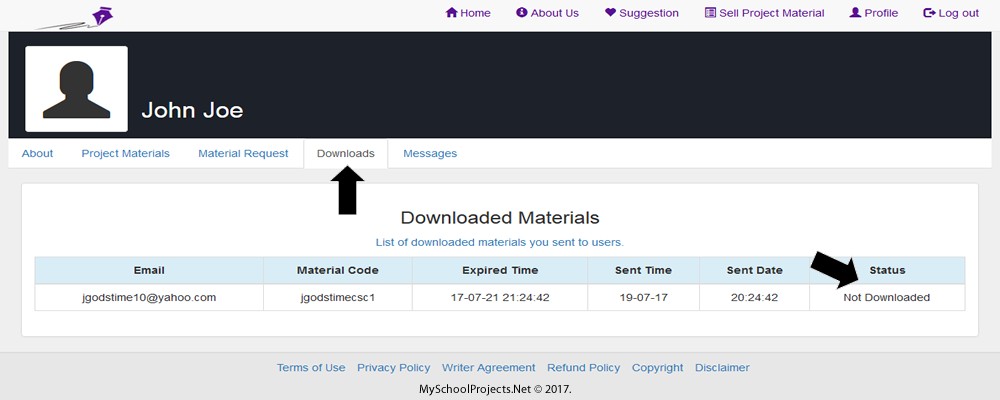 Home About Us Suggestion Sell Project Material Profile Log out
John Joe
About Project Materials Material Request Downloads Messages
Downloaded Materials
List of downloaded materials you sent to users.
Email Material Code Expired Time Sent Time Sent Date Status
jgodstime10@yahoo.com jgodstimecsc1 17-07-21 21:24:42 19-07-17 20:24:42 Not Downloaded
Terms of Use Privacy Policy Writer Agreement Refund Policy Copyright Disclaimer
MySchoolProjects.Net © 2017.